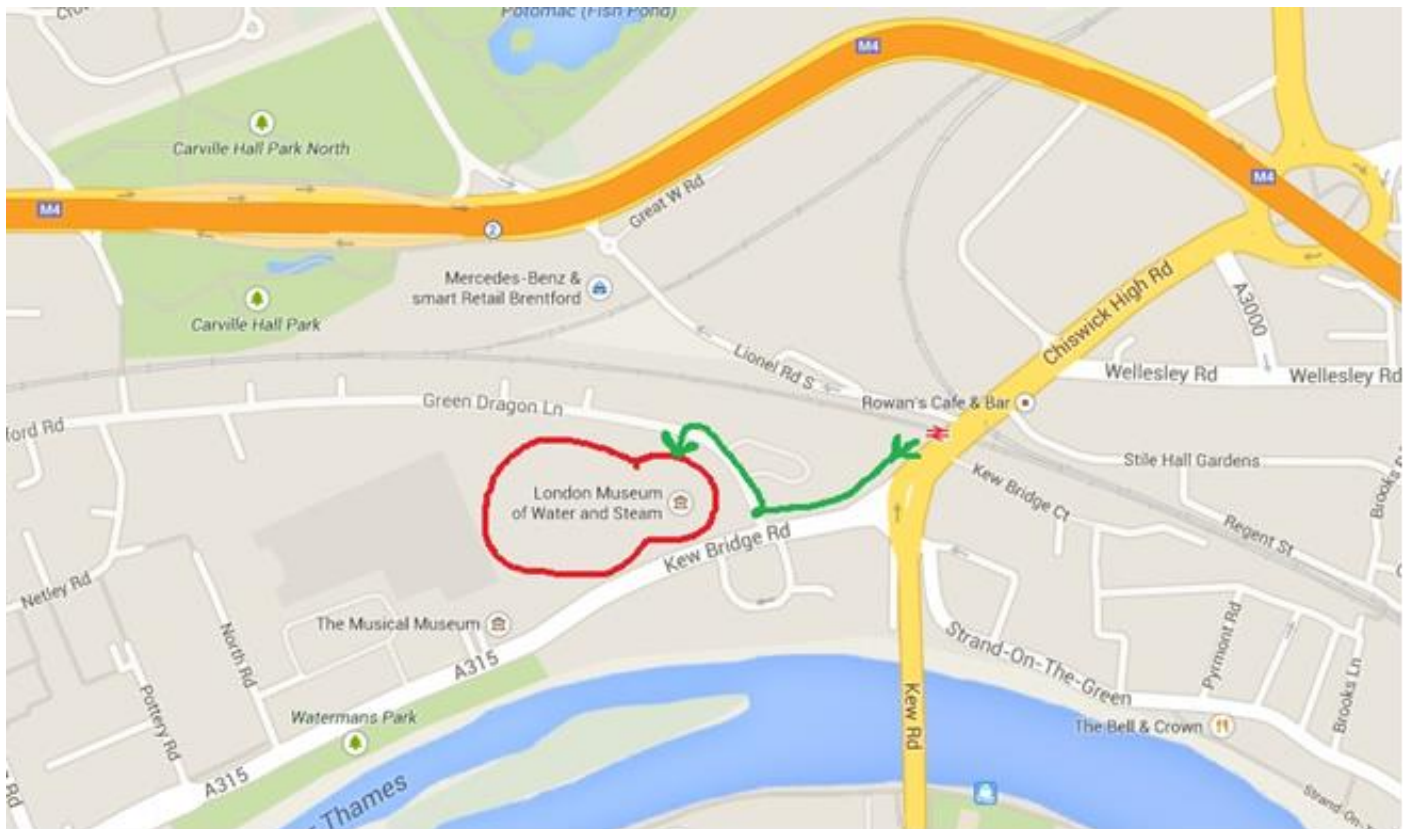 Potomac (Fish Pond)
M4
Carville Hall Park North
M4
M4
Great W Rd
2
Mercedes-Benz &
smart Retail Brentford
Carville Hall Park
Chiswick High Rd
A3000
Lionel Rd S
Wellesley Rd
Wellesley Rd
Green Dragon Ln
Rowan's Cafe & Bar
ford Rd
Stile Hall Gardens
London Museum
of Water and Steam
Kew Bridge Ct
Regent St
Kew Bridge Rd
Netley Rd
The Musical Museum
North Rd
A315
Strand-On-The-Green
Pyrmont Rd
Brooks Ln
Pottery Rd
Watermans Park
Kew Rd
The Bell & Crown
A315
Thames
Rd